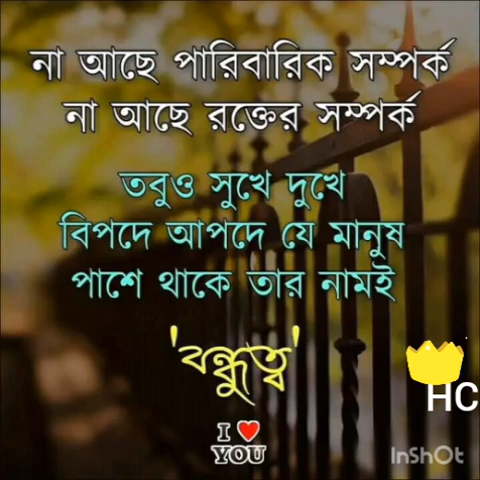 না আছে পারিবারিক সম্পর্ক
না আছে রক্তের সম্পর্ক
তবুও সুখে দুখে
বিপদে আপদে যে মানুষ
পাশে থাকে তার নামই
'বন্ধুত্ব'
HC
I ❤
YOU
InShOt